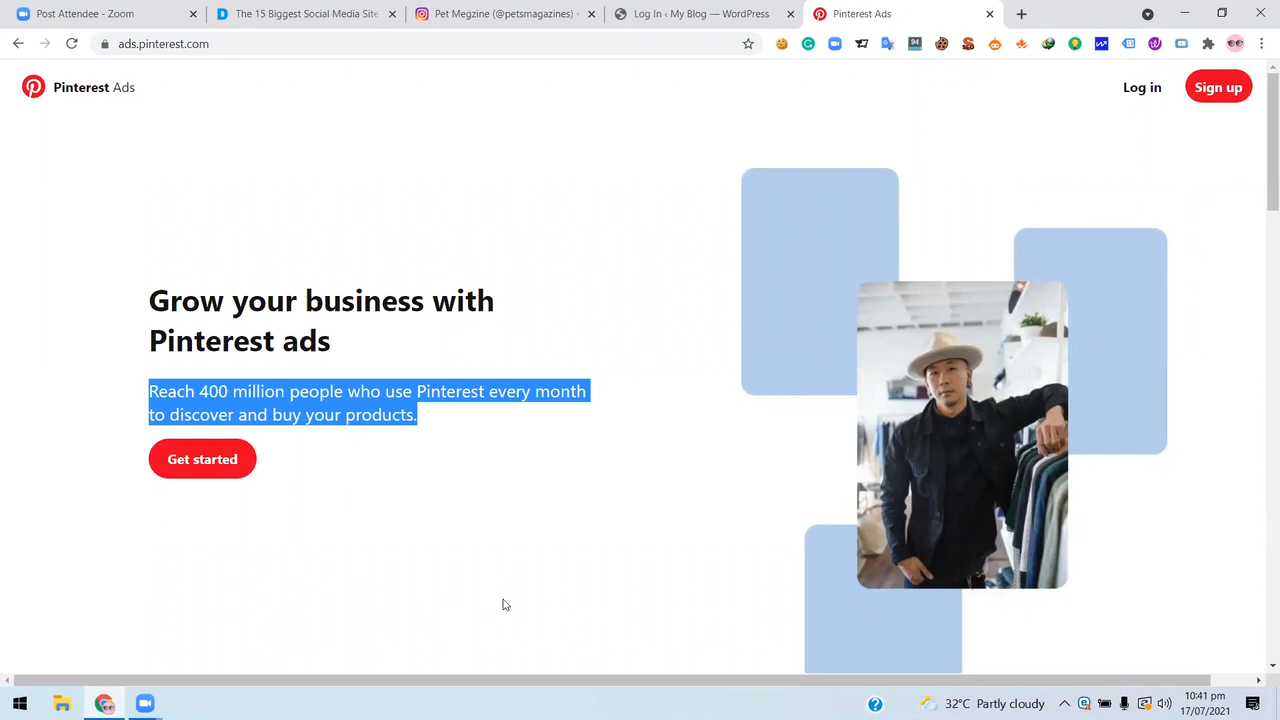 Post Attendee - Zoom
The 15 Biggest Social Media Site
Pet Megzine (@petsmagazines)
Log In ‹ My Blog — WordPress
Pinterest Ads
ads.pinterest.com
94
Pinterest Ads
Log in
Sign up
Grow your business with
Pinterest ads
Reach 400 million people who use Pinterest every month
to discover and buy your products.
Get started
32°C Partly cloudy
10:41 pm
17/07/2021